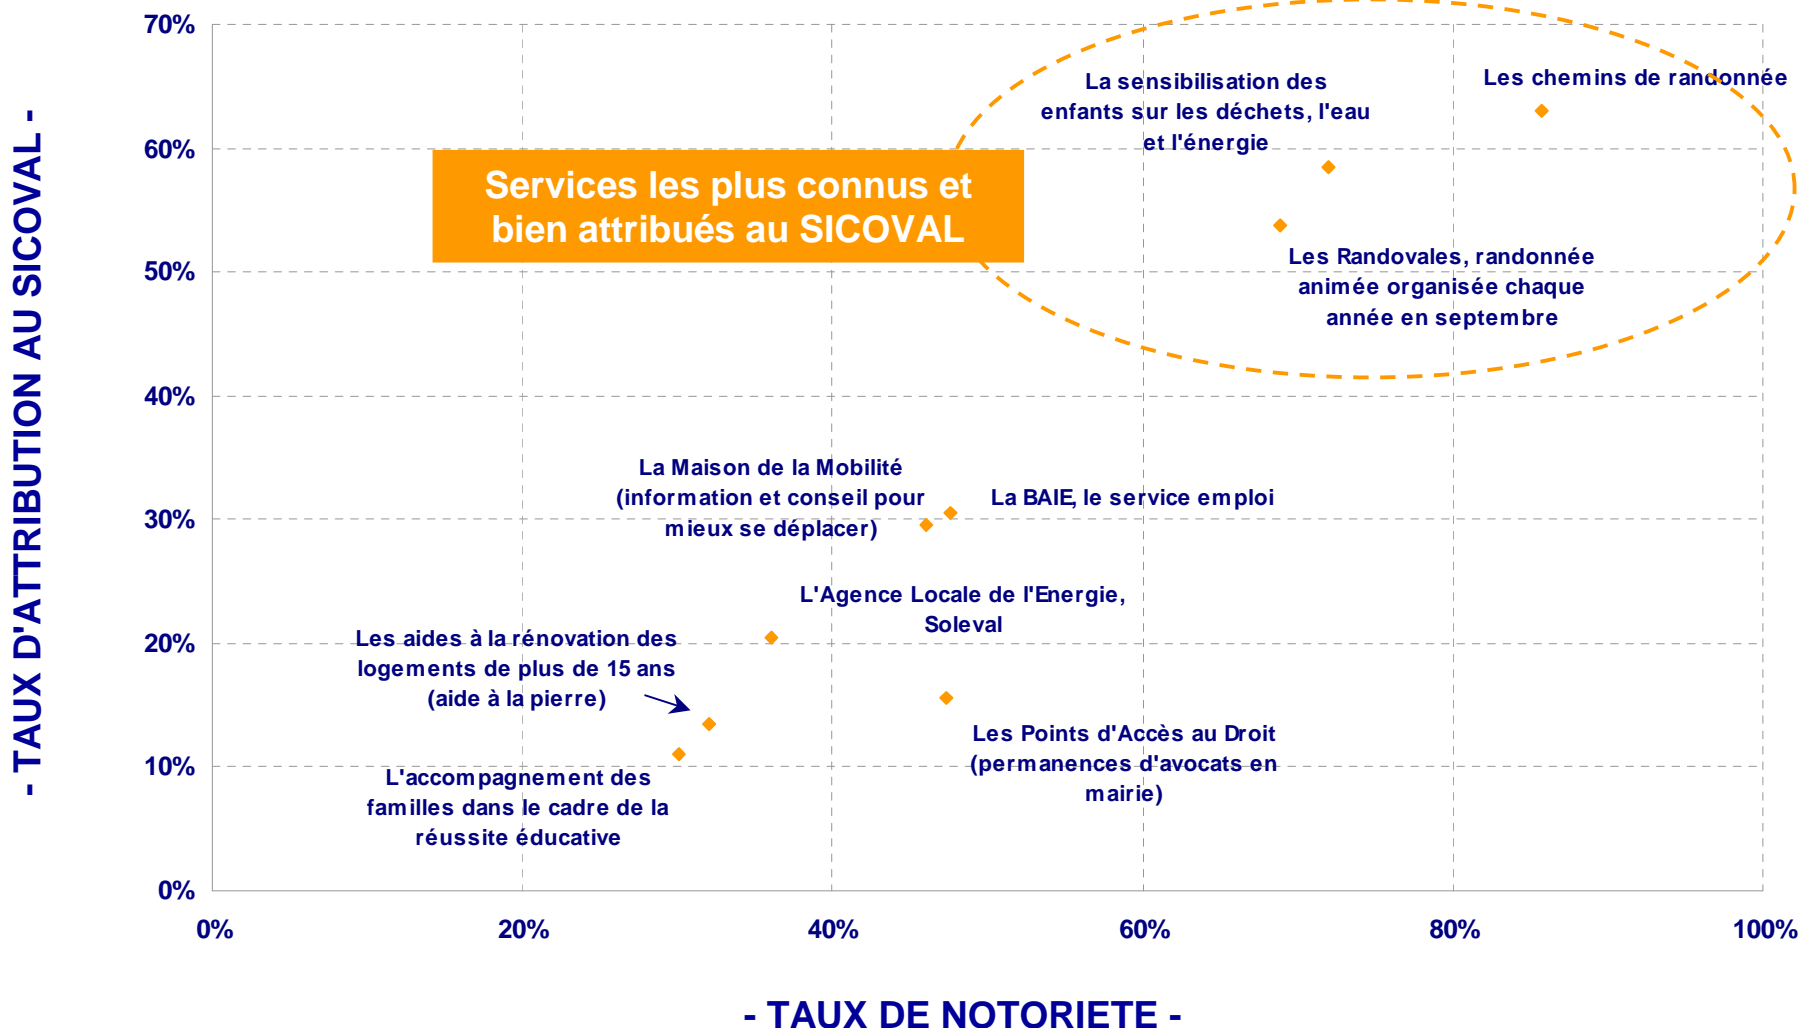 - TAUX D'ATTRIBUTION AU SICOVAL -
70%
60%
50%
40%
30%
20%
10%
0%
La sensibilisation des
enfants sur les déchets, l'eau
et l'énergie
Les chemins de randonnée
Services les plus connus et
bien attribués au SICOVAL
Les Randovales, randonnée
animée organisée chaque
année en septembre
La Maison de la Mobilité
(information et conseil pour
mieux se déplacer)
La BAIE, le service emploi
L'Agence Locale de l'Energie,
Soleval
Les aides à la rénovation des
logements de plus de 15 ans
(aide à la pierre)
Les Points d'Accès au Droit
(permanences d'avocats en
mairie)
L'accompagnement des
familles dans le cadre de la
réussite éducative
0%
20%
40%
60%
80%
100%
- TAUX DE NOTORIETE -